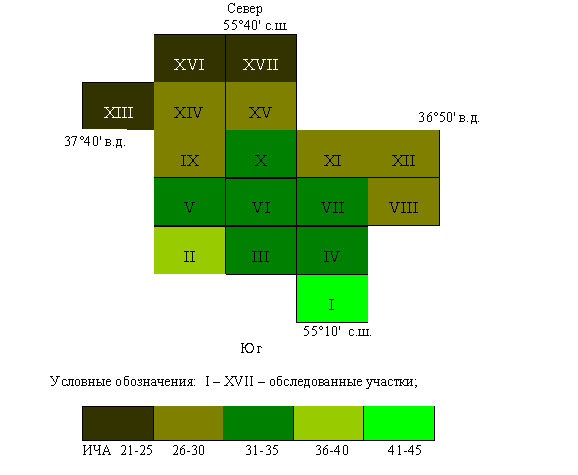 Север
55°40' с.ш.
XVI XVII
XIII XIV XV
36°50' в.д.
37°40' в.д.
IX X XI XII
V VI VII VIII
II III IV
I
55°10' с.ш.
Юг
Условные обозначения: I – XVII – обследованные участки;
ИЧА 21-25 26-30 31-35 36-40 41-45